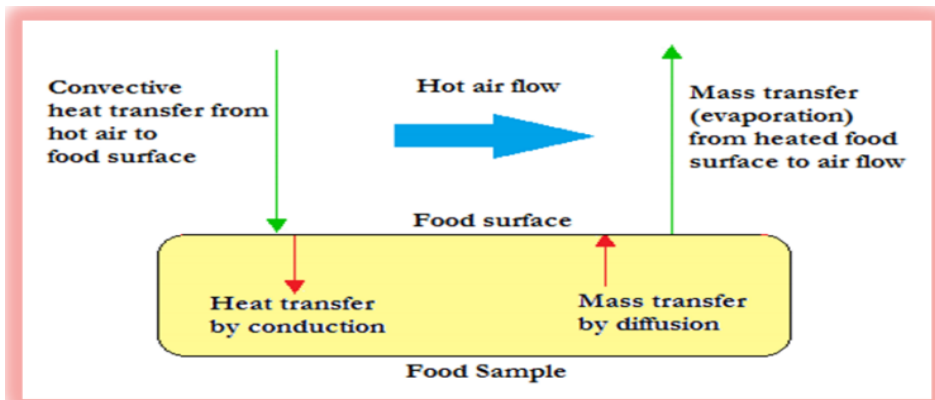 Convective
heat transfer from
hot air to
food surface
Hot air flow
Mass transfer
(evaporation)
from heated food
surface to air flow
Food surface
Heat transfer
by conduction
Mass transfer
by diffusion
Food Sample